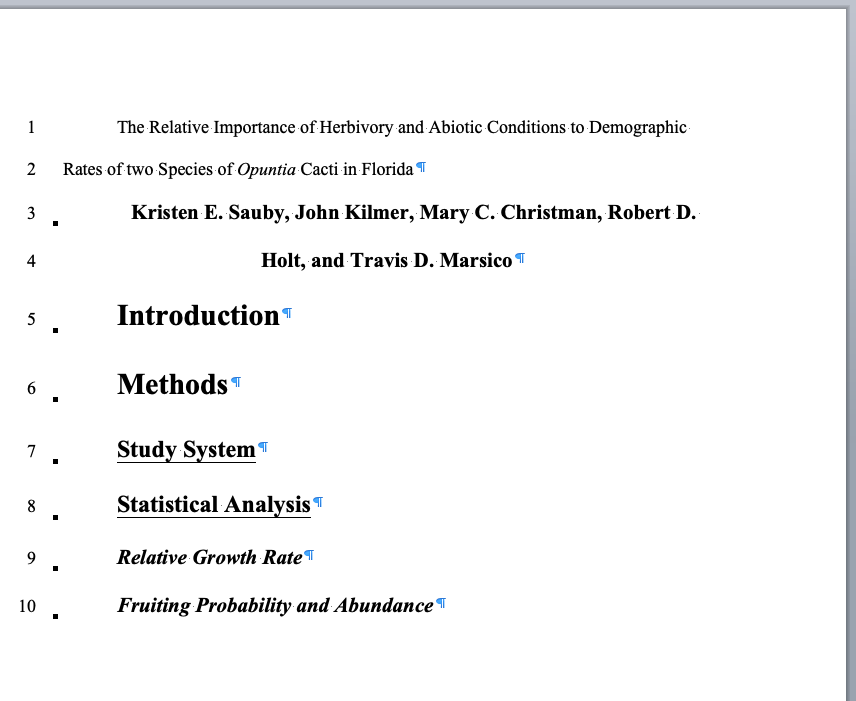 1 The Relative Importance of Herbivory and Abiotic Conditions to Demographic
2 Rates of two Species of Opuntia Cacti in Florida¶
3 Kristen E. Sauby, John Kilmer, Mary C. Christman, Robert D.
4 Holt, and Travis D. Marsico¶
5 Introduction¶
6 Methods¶
7 Study System¶
8 Statistical Analysis¶
9 Relative Growth Rate¶
10 Fruiting Probability and Abundance¶